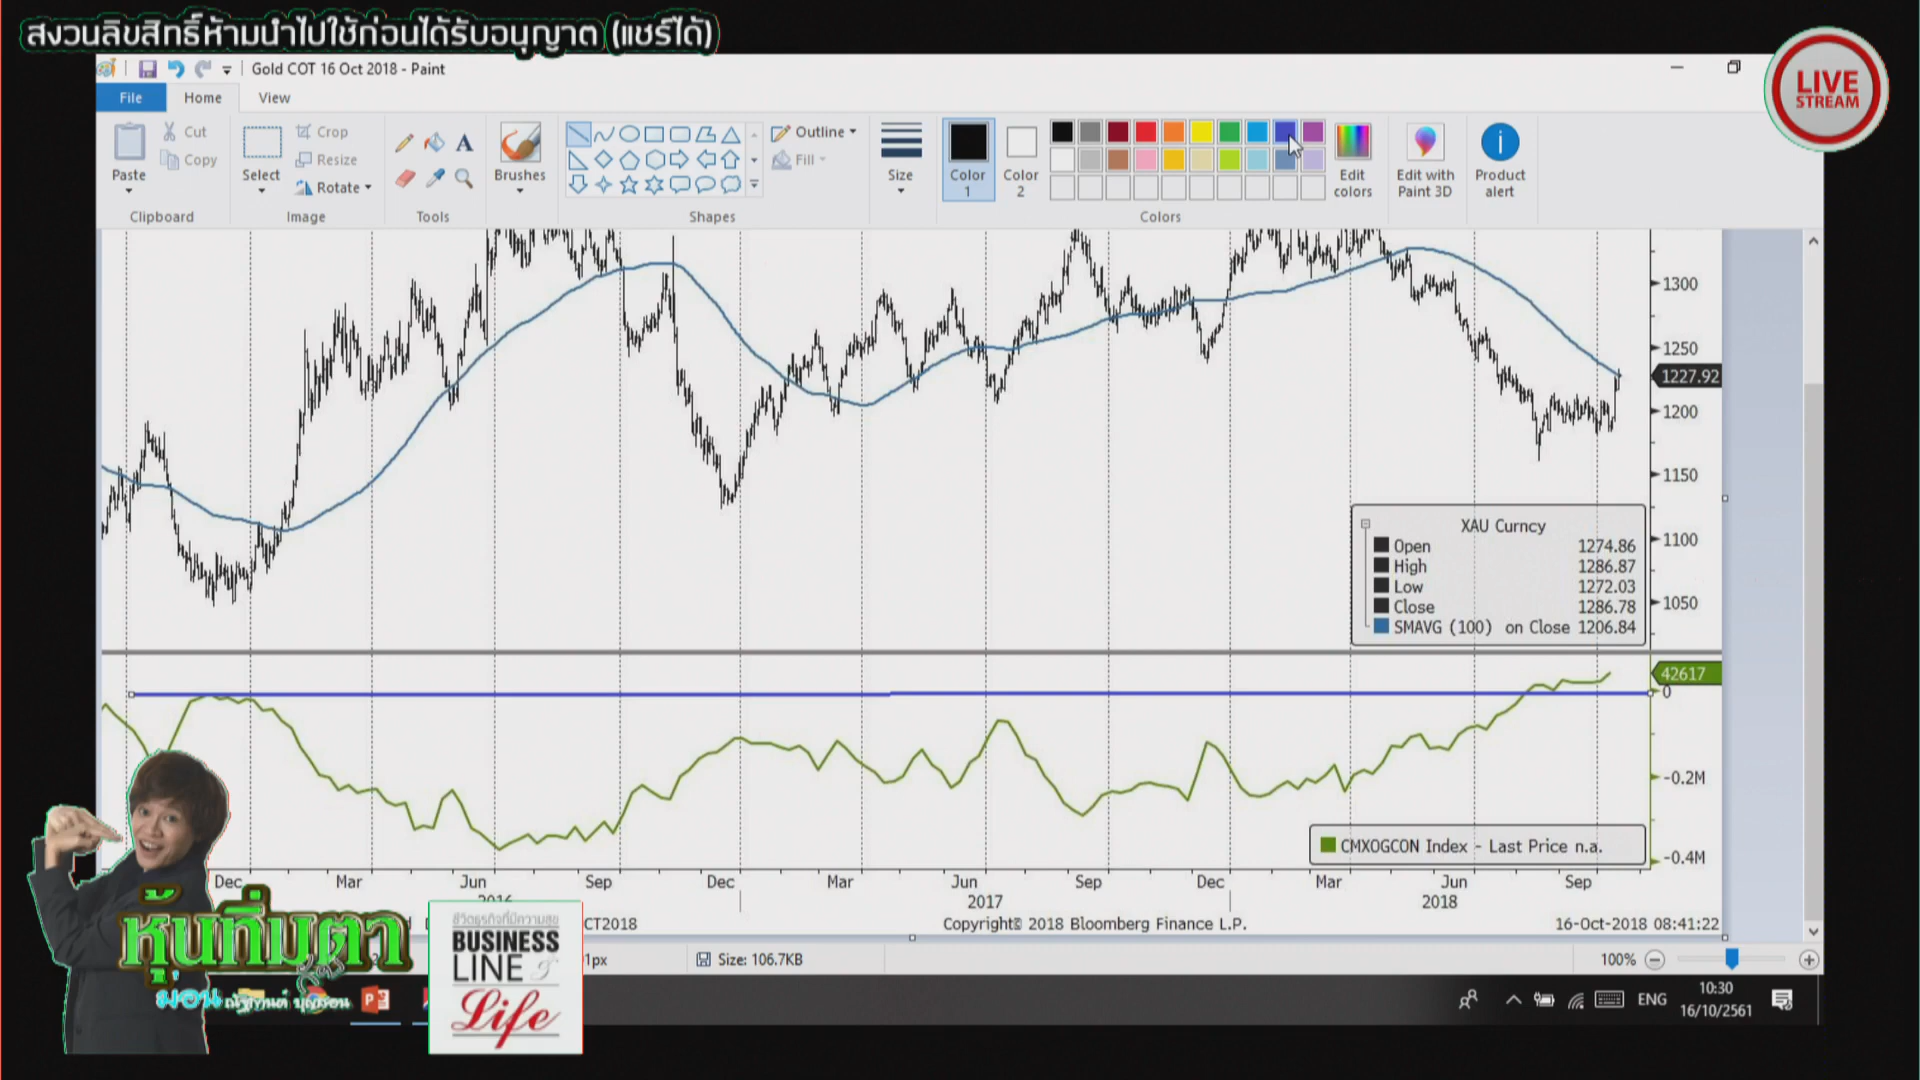 สงวนลิขสิทธิ์ห้ามนำไปใช้ก่อนได้รับอนุญาต (แชร์ได้)
LIVE
STREAM
Gold COT 16 Oct 2018 - Paint
File Home View
Paste
Cut
Copy
Clipboard
Select
Crop
Resize
Rotate
Image
Tools
Brushes
Outline
Fill
Shapes
Size
Color
1
Color
2
Edit
colors
Colors
Edit with
Paint 3D
Product
alert
1300
1250
1227.92
1200
1150
1100
1050
XAU Curncy
Open 1274.86
High 1286.87
Low 1272.03
Close 1286.78
SMAVG (100) on Close 1206.84
42617
0
-0.2M
-0.4M
CMXOGCON Index - Last Price n.a.
Dec Mar Jun Sep Dec Mar Jun Sep Dec Mar Jun Sep
2016 2017 2018
CT2018 Copyright© 2018 Bloomberg Finance L.P. 16-Oct-2018 08:41:22
1px Size: 106.7KB 100%
หุ้นที่มุตา
BUSINESS
LINE
Life
ENG
10:30
16/10/2561